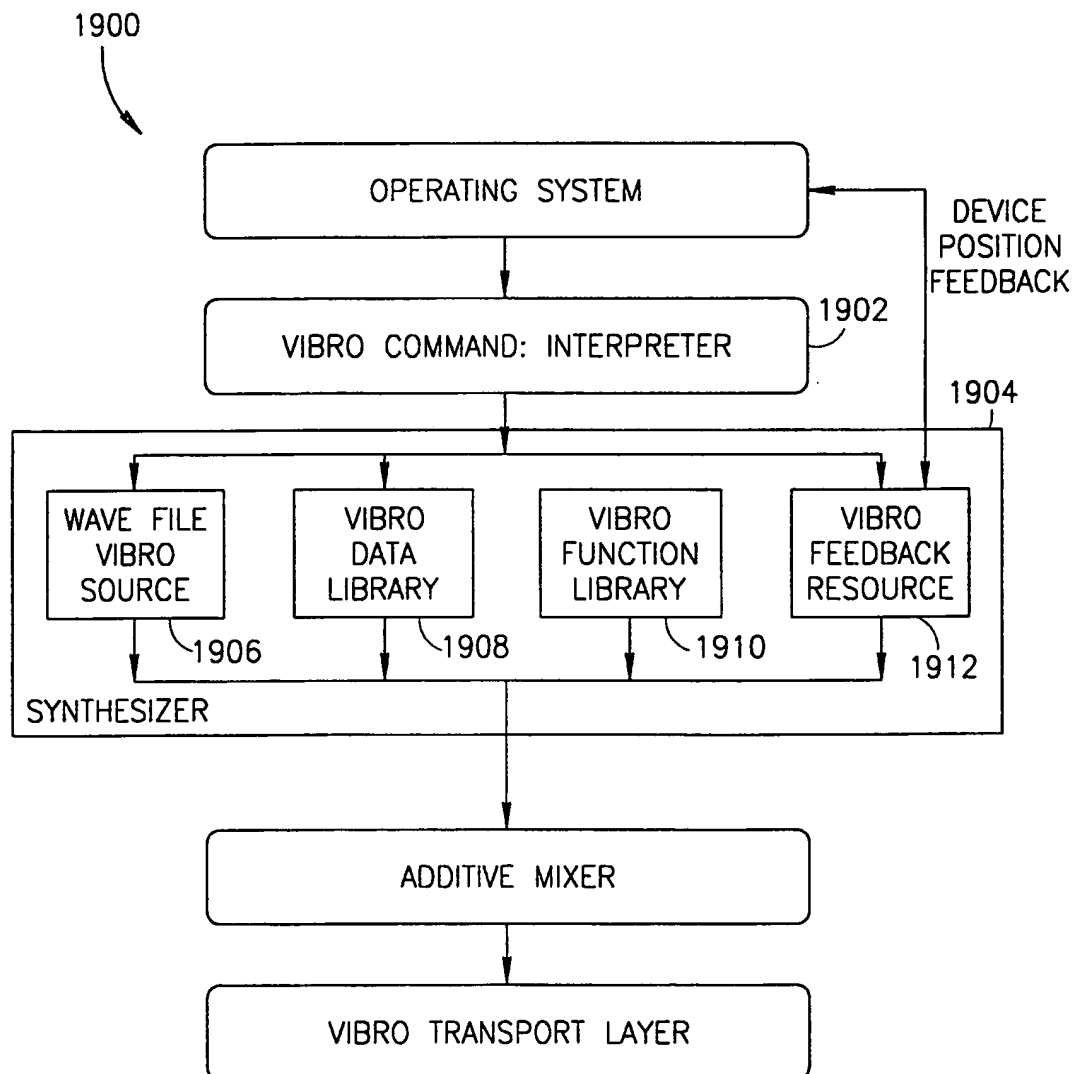 1900
OPERATING SYSTEM
DEVICE
POSITION
FEEDBACK
1902
VIBRO COMMAND: INTERPRETER
1904
WAVE FILE
VIBRO
SOURCE
VIBRO
DATA
LIBRARY
VIBRO
FUNCTION
LIBRARY
VIBRO
FEEDBACK
RESOURCE
1906
1908
1910
1912
SYNTHESIZER
ADDITIVE MIXER
VIBRO TRANSPORT LAYER